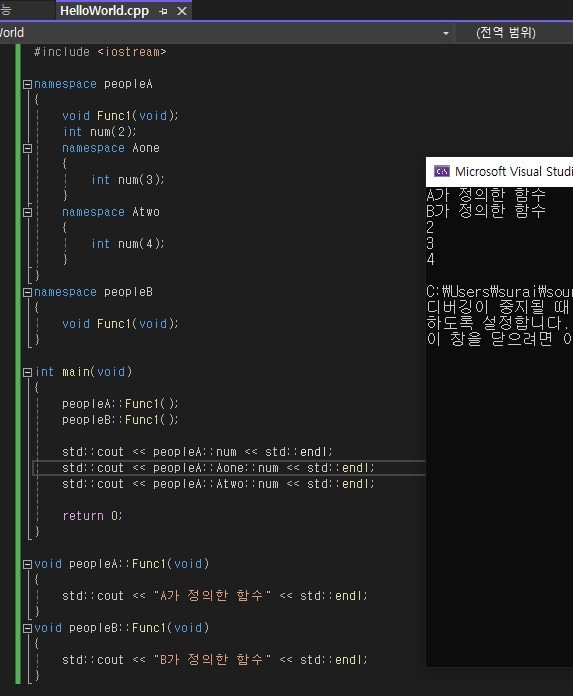 능
HelloWorld.cpp
World
(전역 범위)
#include <iostream>
namespace peopleA
{
void Func1(void);
int num(2);
namespace Aone
{
int num(3);
}
namespace Atwo
{
int num(4);
}
}
namespace peopleB
{
void Func1(void);
}
int main(void)
{
peopleA::Func1();
peopleB::Func1();
std::cout << peopleA::num << std::endl;
std::cout << peopleA::Aone::num << std::endl;
std::cout << peopleA::Atwo::num << std::endl;
return 0;
}
void peopleA::Func1(void)
{
std::cout << "A가 정의한 함수" << std::endl;
}
void peopleB::Func1(void)
{
std::cout << "B가 정의한 함수" << std::endl;
}
C:\
Microsoft Visual Studi
A가 정의한 함수
B가 정의한 함수
2
3
4
C:₩Users₩surai₩sour
디버깅이 중지될 때
하도록 설정합니다.
이 창을 닫으려면